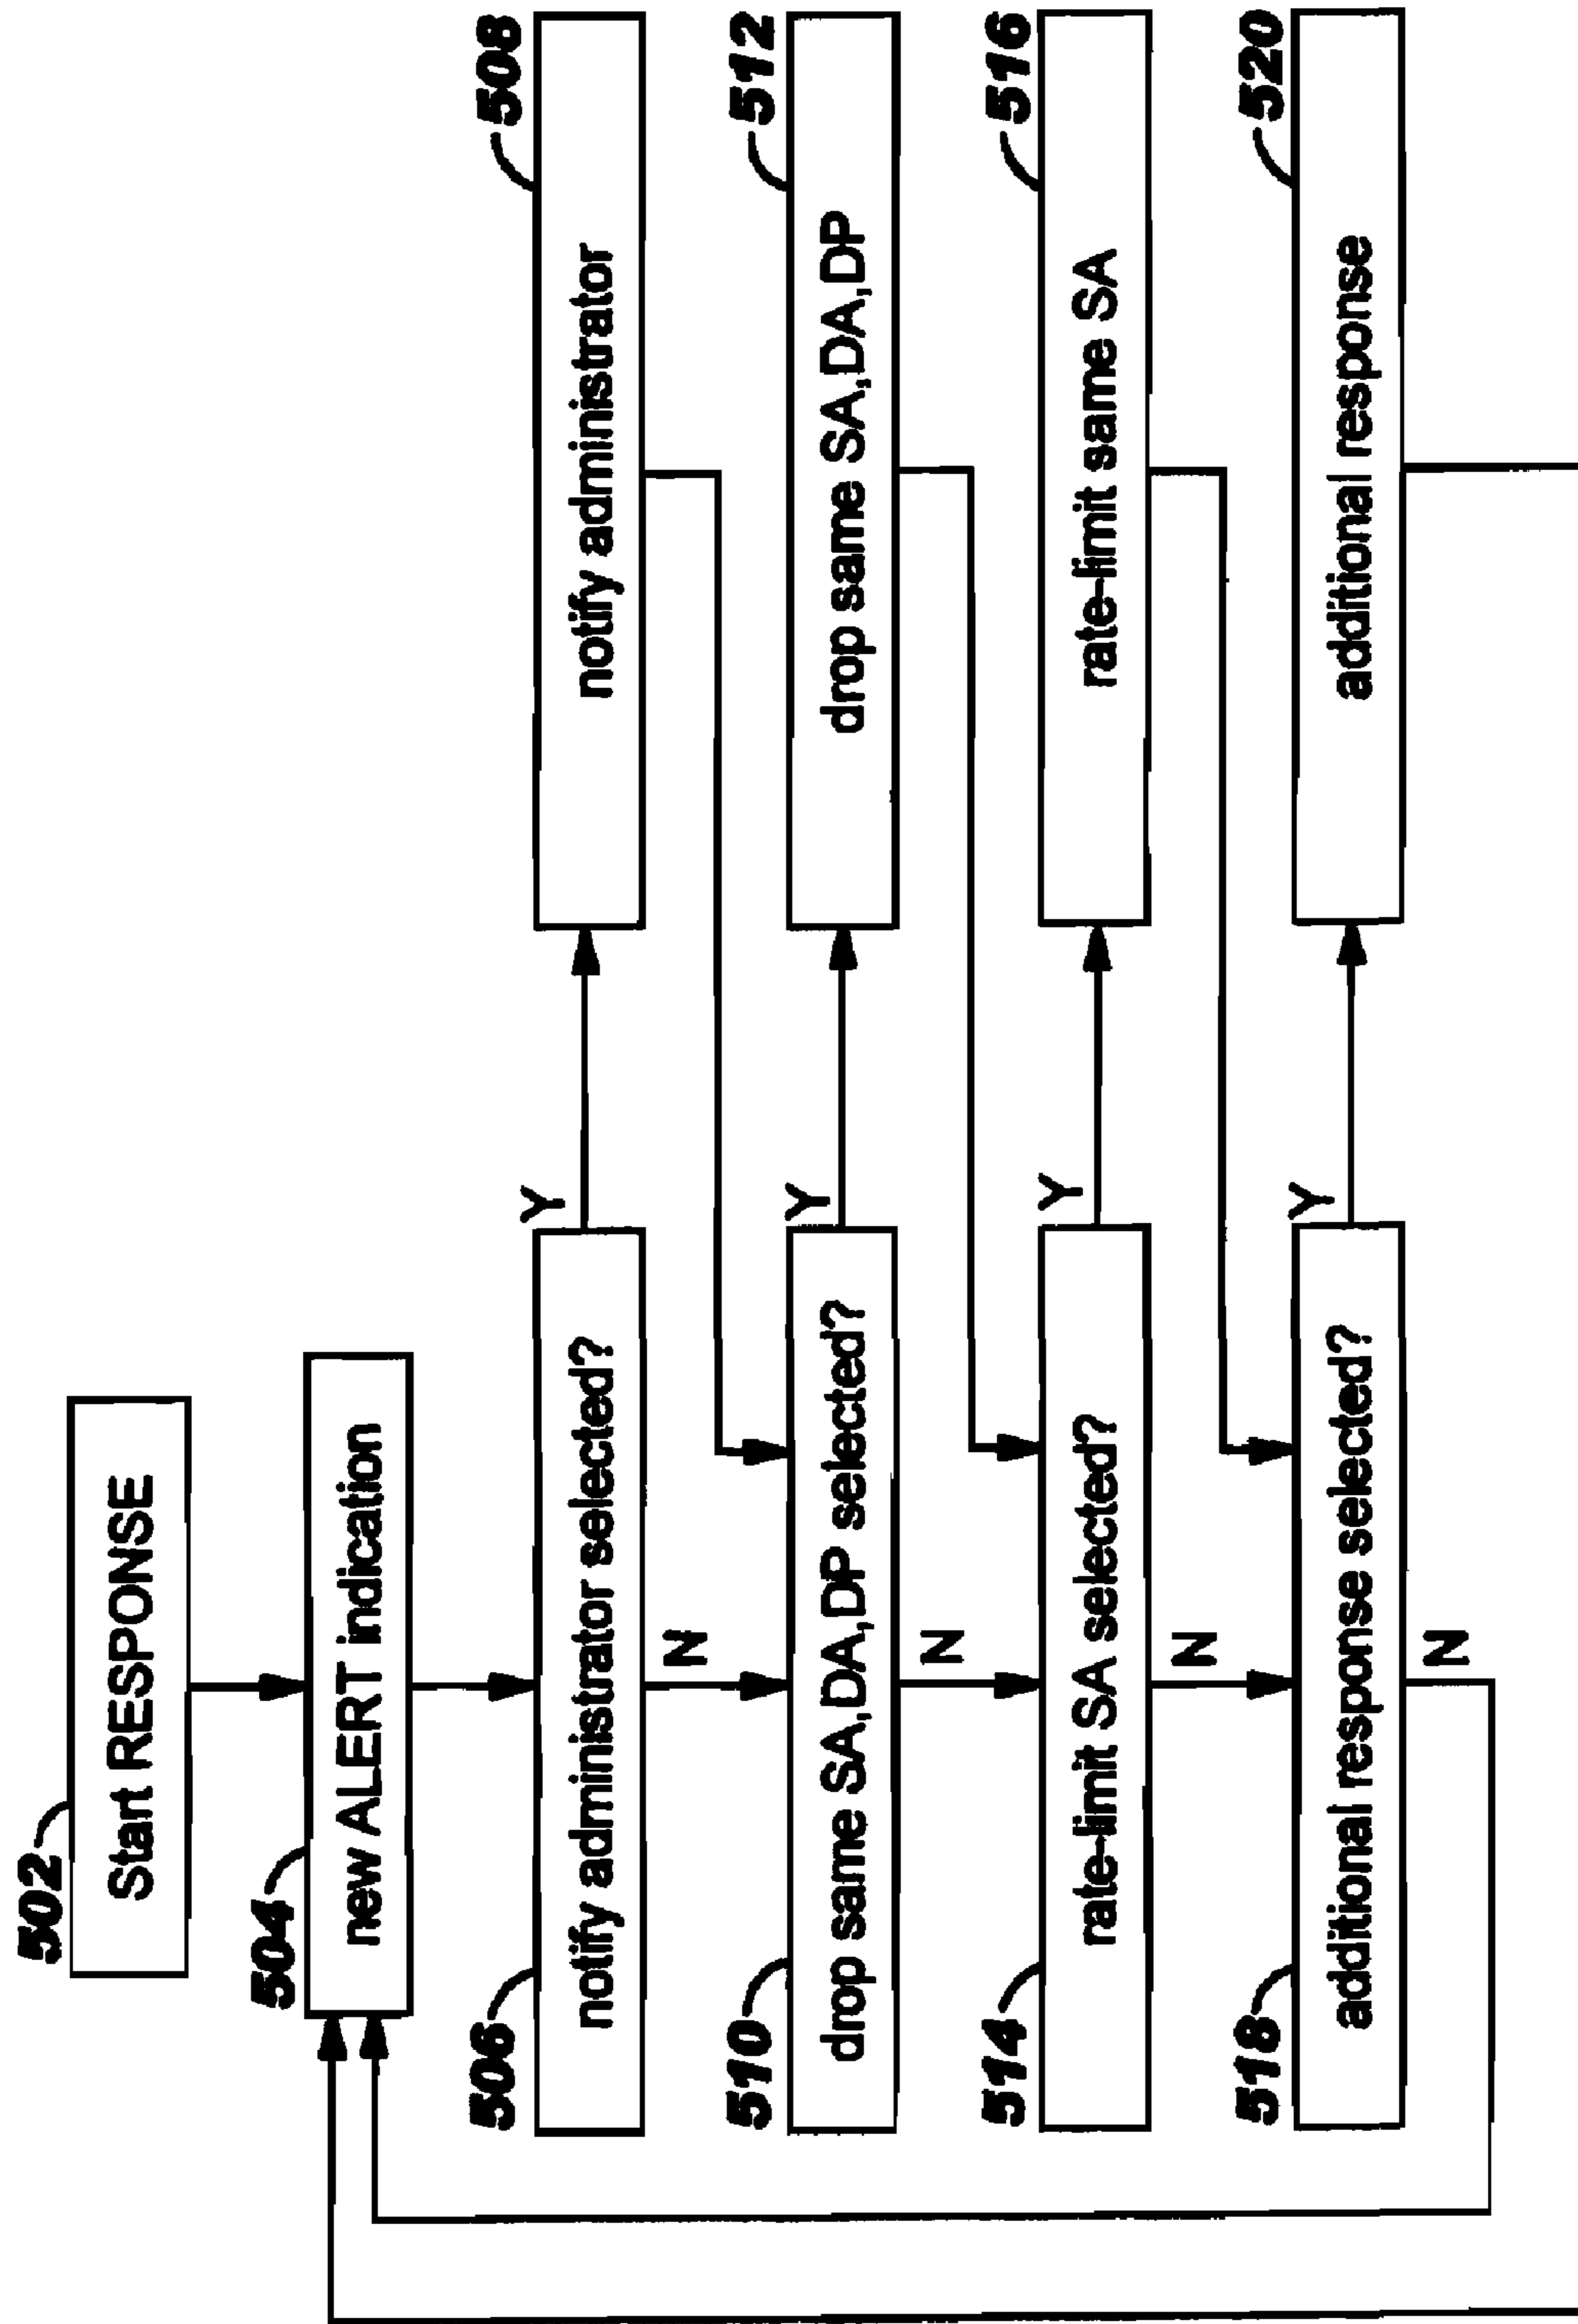 502
Start RESPONSE
504
new ALERT indication
506
notify administrator selected?
Y
508
notify administrator
N
510
drop same SA,DA,DP selected?
Y
512
drop same SA,DA,DP
N
514
rate-limit SA selected?
Y
516
rate-limit same SA
N
518
additional response selected?
Y
520
additional response
N